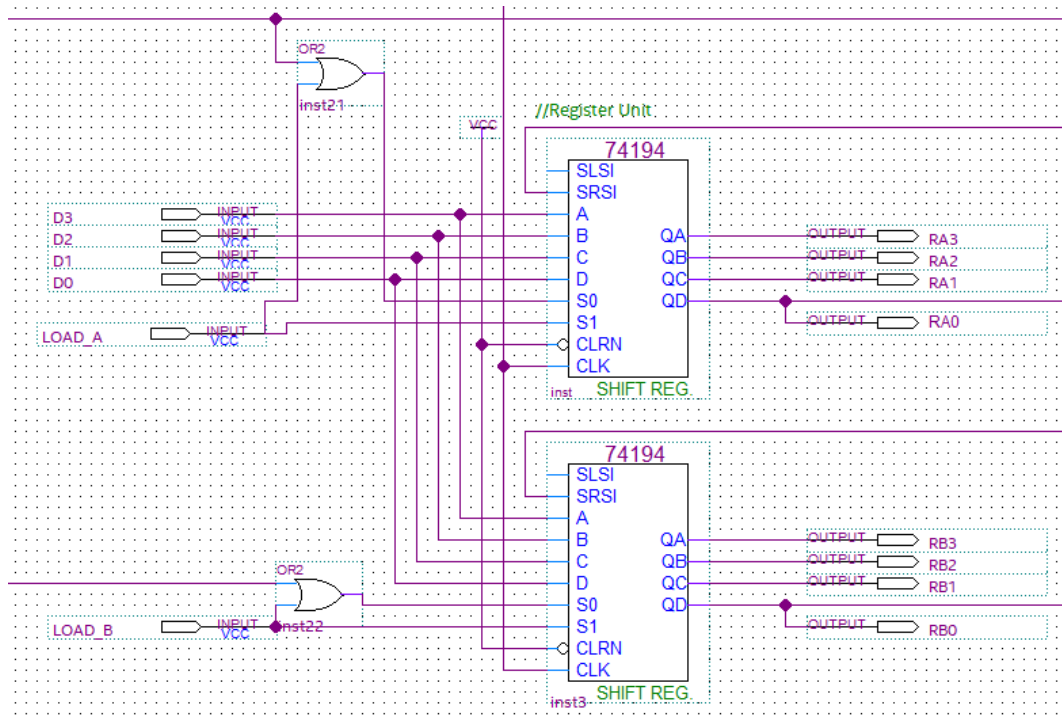 OR2
inst21
//Register Unit
VCC
74194
SLSI
SRSI
D3 INPUT VCC A
D2 INPUT VCC B QA OUTPUT RA3
D1 INPUT VCC C QB OUTPUT RA2
D0 INPUT VCC D QC OUTPUT RA1
S0 QD
LOAD_A INPUT VCC S1 OUTPUT RA0
CLRN
CLK
inst SHIFT REG.
74194
SLSI
SRSI
A
B QA OUTPUT RB3
C QB OUTPUT RB2
OR2 D QC OUTPUT RB1
S0 QD
LOAD_B INPUT VCC inst22 S1 OUTPUT RB0
CLRN
CLK
inst3 SHIFT REG.